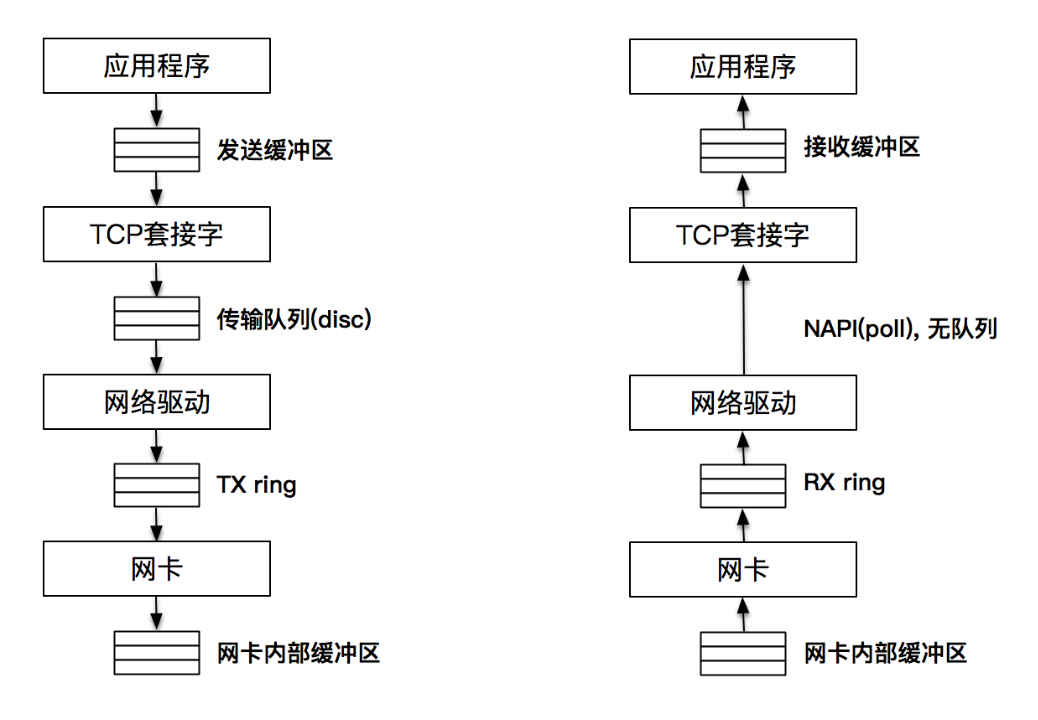 应用程序
发送缓冲区
TCP套接字
传输队列(disc)
网络驱动
TX ring
网卡
网卡内部缓冲区
应用程序
接收缓冲区
TCP套接字
NAPI(poll), 无队列
网络驱动
RX ring
网卡
网卡内部缓冲区